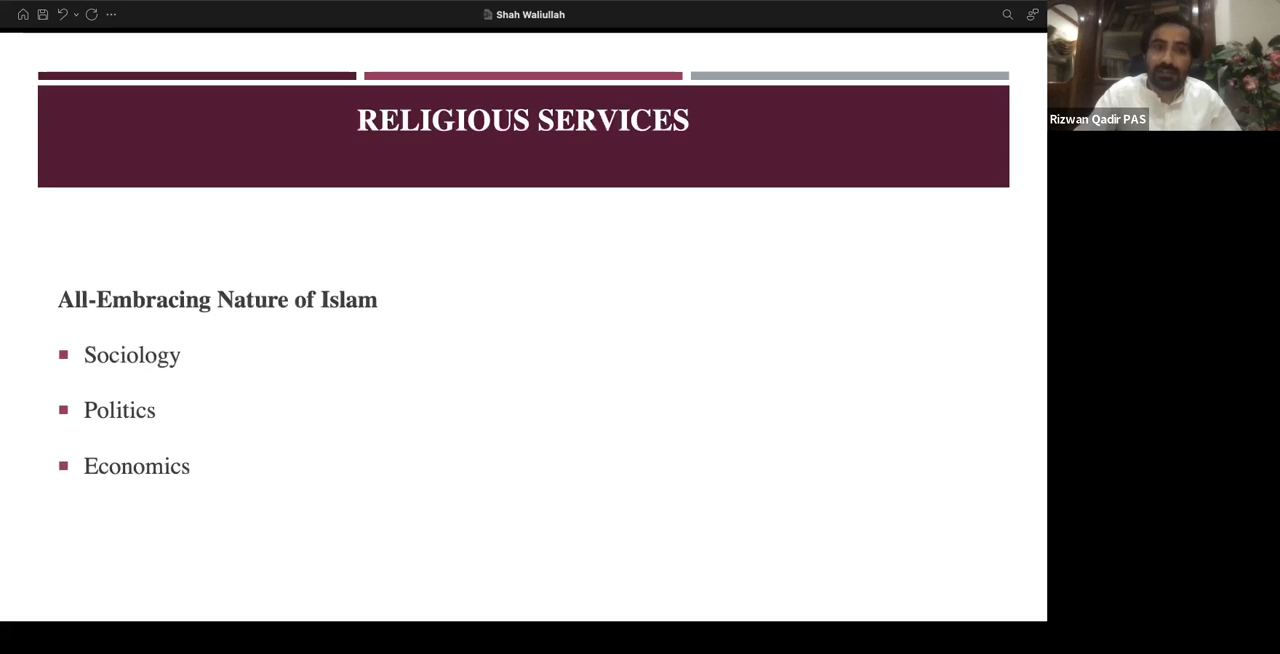 Shah Waliullah
RELIGIOUS SERVICES
Rizwan Qadir PAS
All-Embracing Nature of Islam
Sociology
Politics
Economics